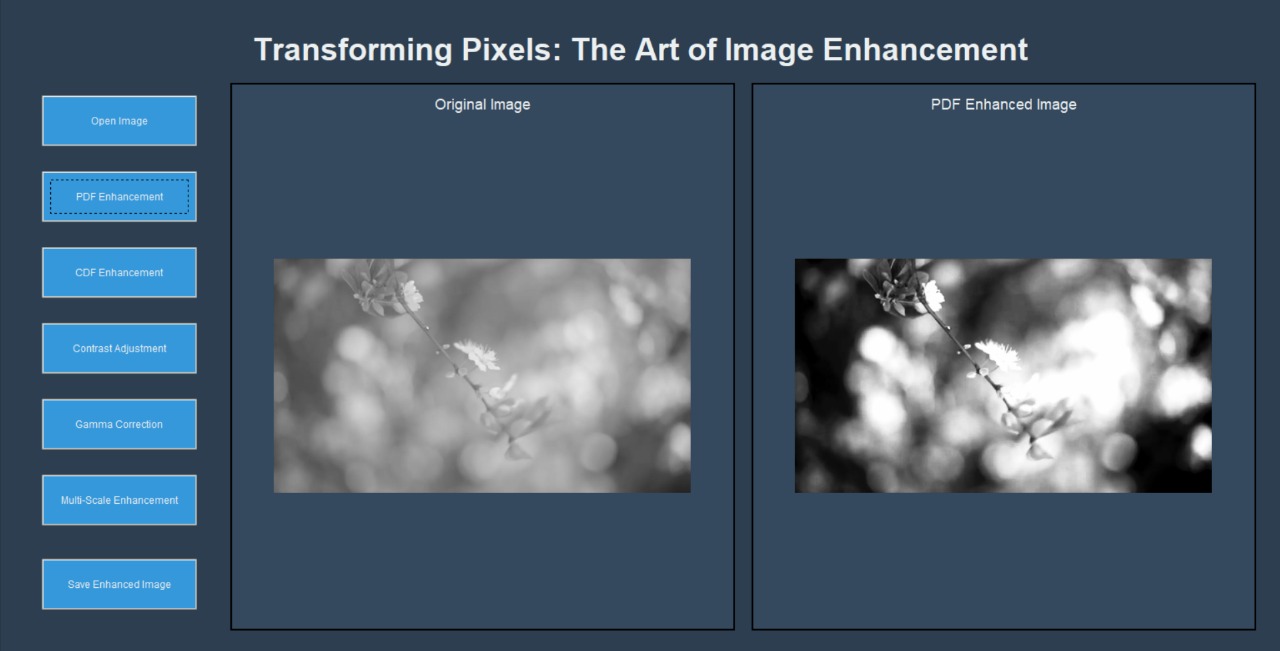 Transforming Pixels: The Art of Image Enhancement
Open Image
PDF Enhancement
CDF Enhancement
Contrast Adjustment
Gamma Correction
Multi-Scale Enhancement
Save Enhanced Image
Original Image
PDF Enhanced Image